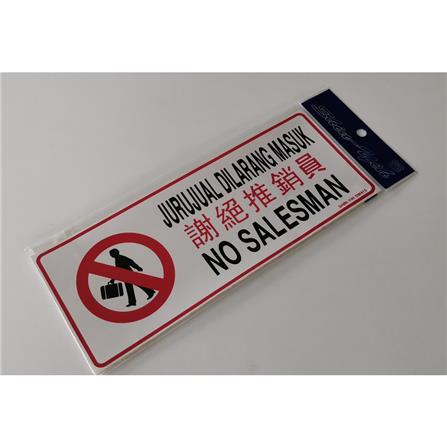 JURUJUAL DILARANG MASUK
謝絕推銷員
NO SALESMAN